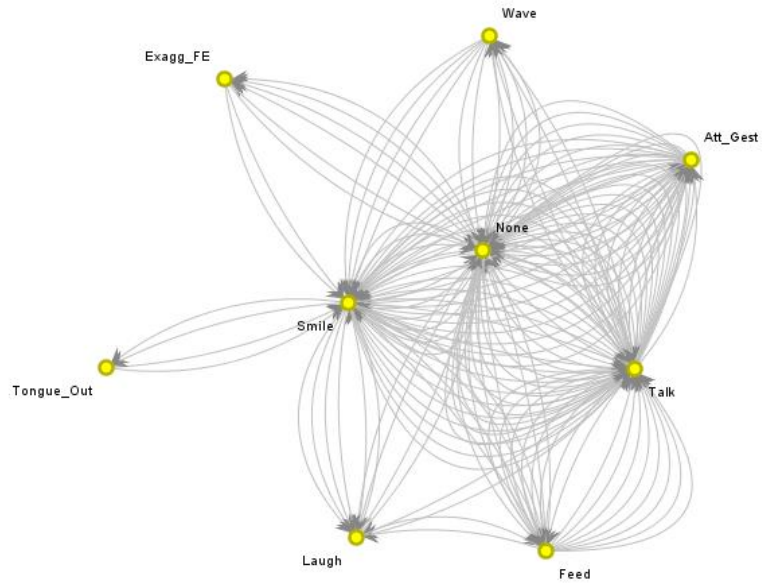 Wave
Exagg_FE
Att_Gest
None
Smile
Talk
Tongue_Out
Laugh
Feed